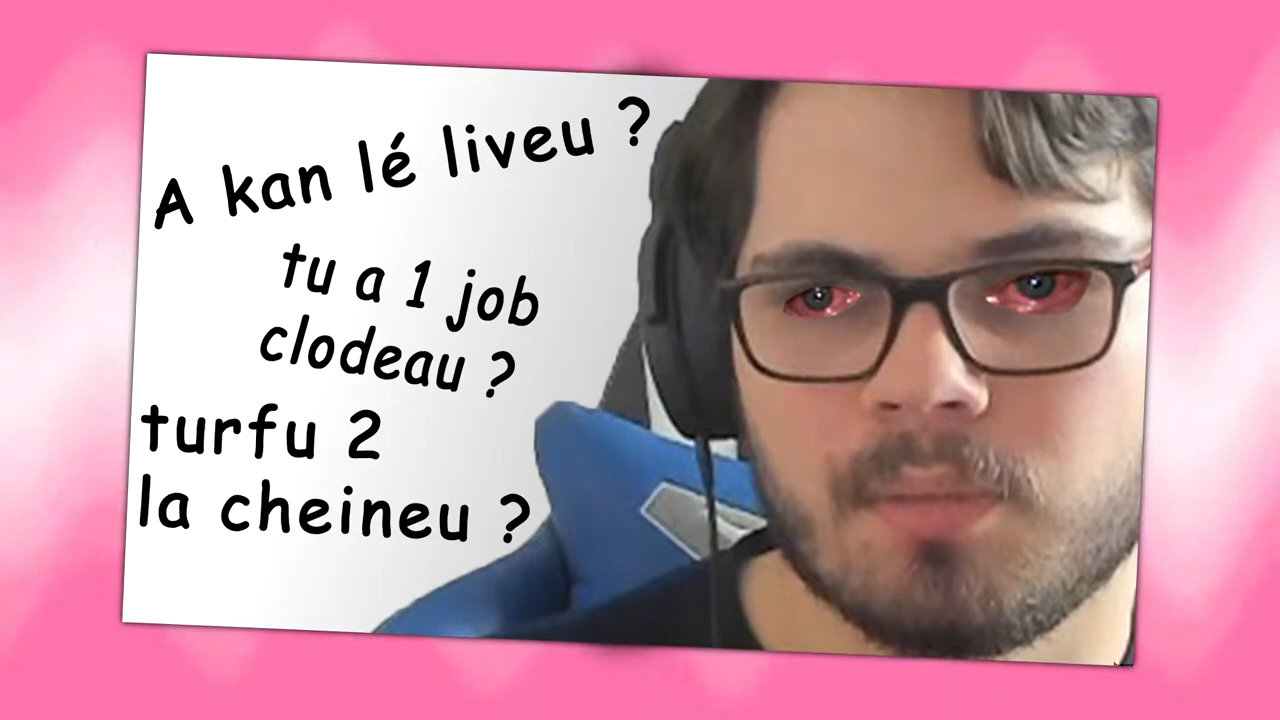 A kan lé liveu ?
tu a 1 job
clodeau ?
turfu 2
la cheineu ?